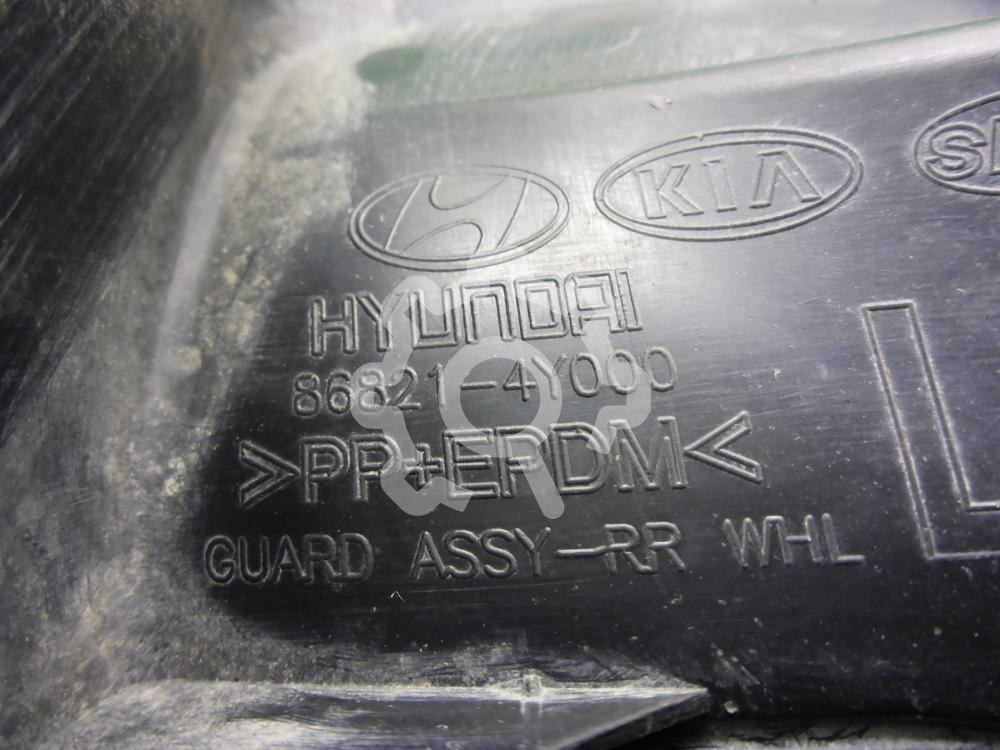 KIA
HYUNDAI
86821-4Y000
>PP+EPDM<
GUARD ASSY-RR WHL
L